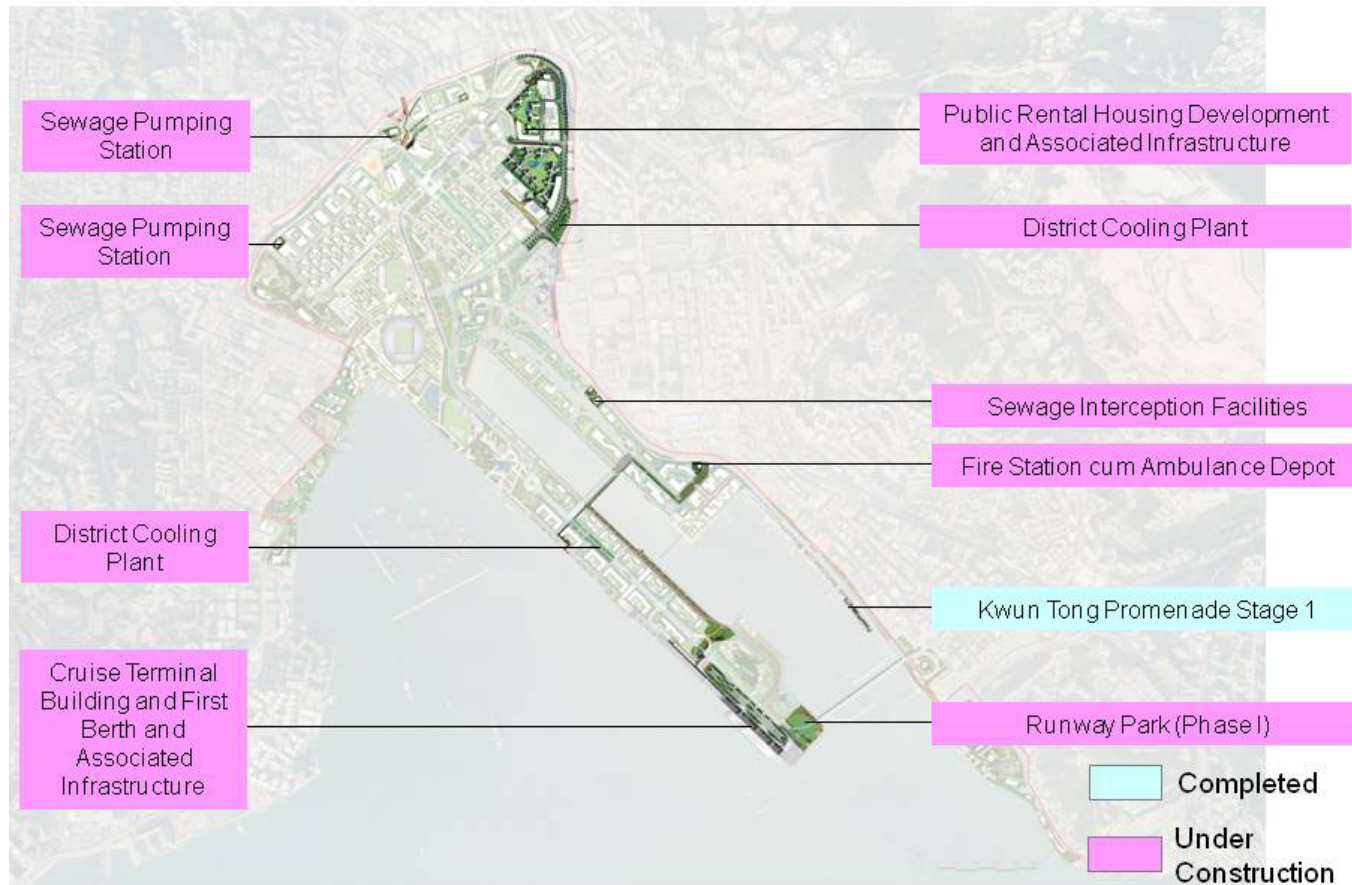 Sewage Pumping
Station
Sewage Pumping
Station
District Cooling
Plant
Cruise Terminal
Building and First
Berth and
Associated
Infrastructure
Public Rental Housing Development
and Associated Infrastructure
District Cooling Plant
Sewage Interception Facilities
Fire Station cum Ambulance Depot
Kwun Tong Promenade Stage 1
Runway Park (Phase I)
Completed
Under
Construction